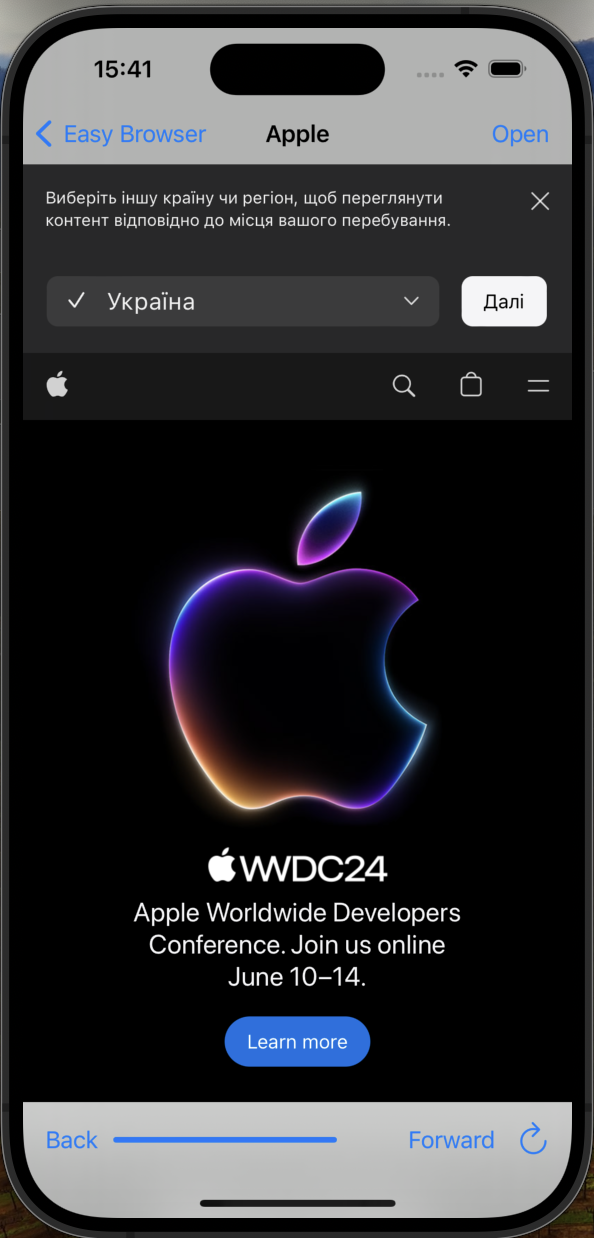 15:41
Easy Browser
Apple
Open
Виберіть іншу країну чи регіон, щоб переглянути
контент відповідно до місця вашого перебування.
Україна
Далі
WWDC24
Apple Worldwide Developers
Conference. Join us online
June 10–14.
Learn more
Back
Forward